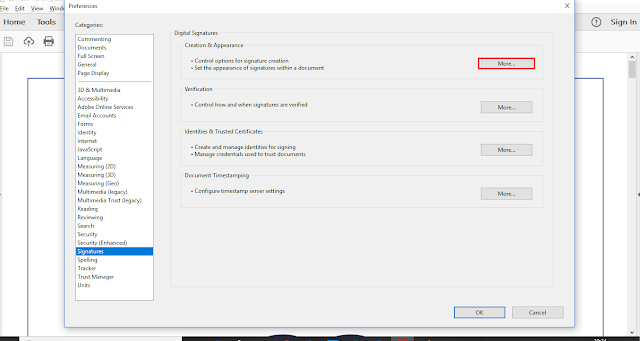 Edit View Window
Home Tools
Sign In
Preferences
Categories:
Commenting
Documents
Full Screen
General
Page Display
3D & Multimedia
Accessibility
Adobe Online Services
Email Accounts
Forms
Identity
Internet
JavaScript
Language
Measuring (2D)
Measuring (3D)
Measuring (Geo)
Multimedia (legacy)
Multimedia Trust (legacy)
Reading
Reviewing
Search
Security
Security (Enhanced)
Signatures
Spelling
Tracker
Trust Manager
Units
Digital Signatures
Creation & Appearance
• Control options for signature creation
• Set the appearance of signatures within a document
More...
Verification
• Control how and when signatures are verified
More...
Identities & Trusted Certificates
• Create and manage identities for signing
• Manage credentials used to trust documents
More...
Document Timestamping
• Configure timestamp server settings
More...
OK
Cancel